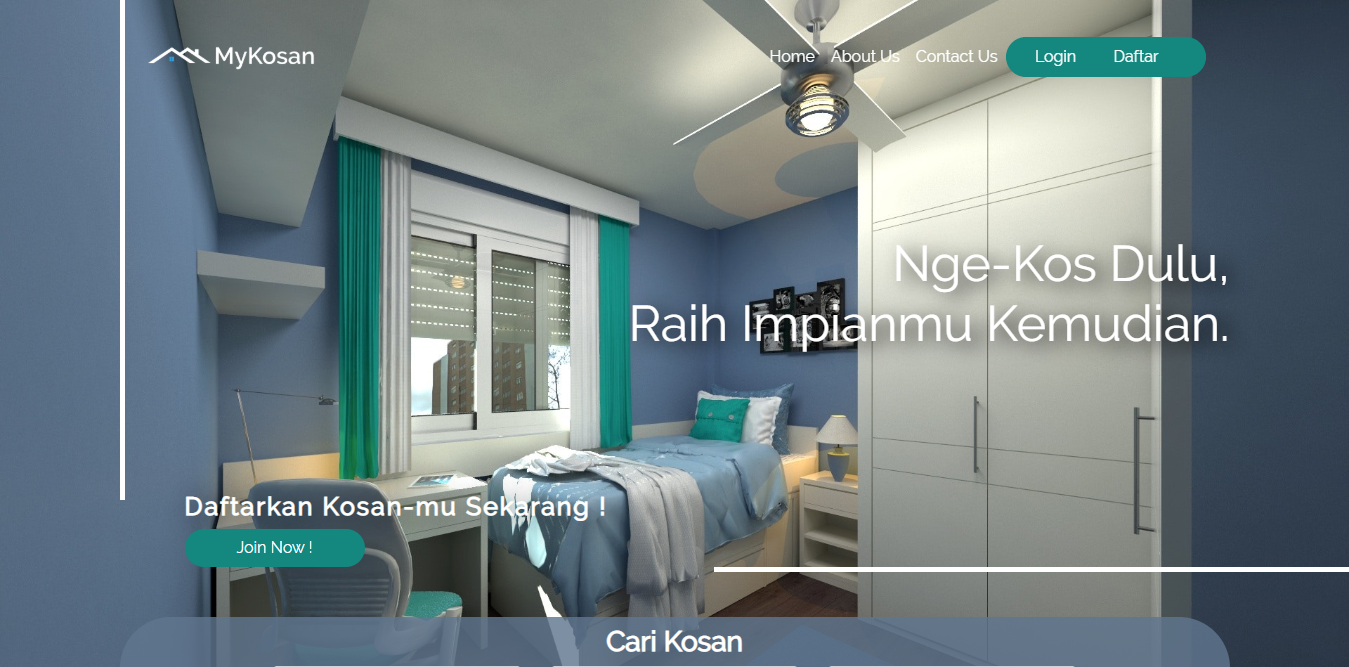 MyKosan
Home About Us Contact Us Login Daftar
Nge-Kos Dulu,
Raih Impianmu Kemudian.
Daftarkan Kosan-mu Sekarang !
Join Now !
Cari Kosan